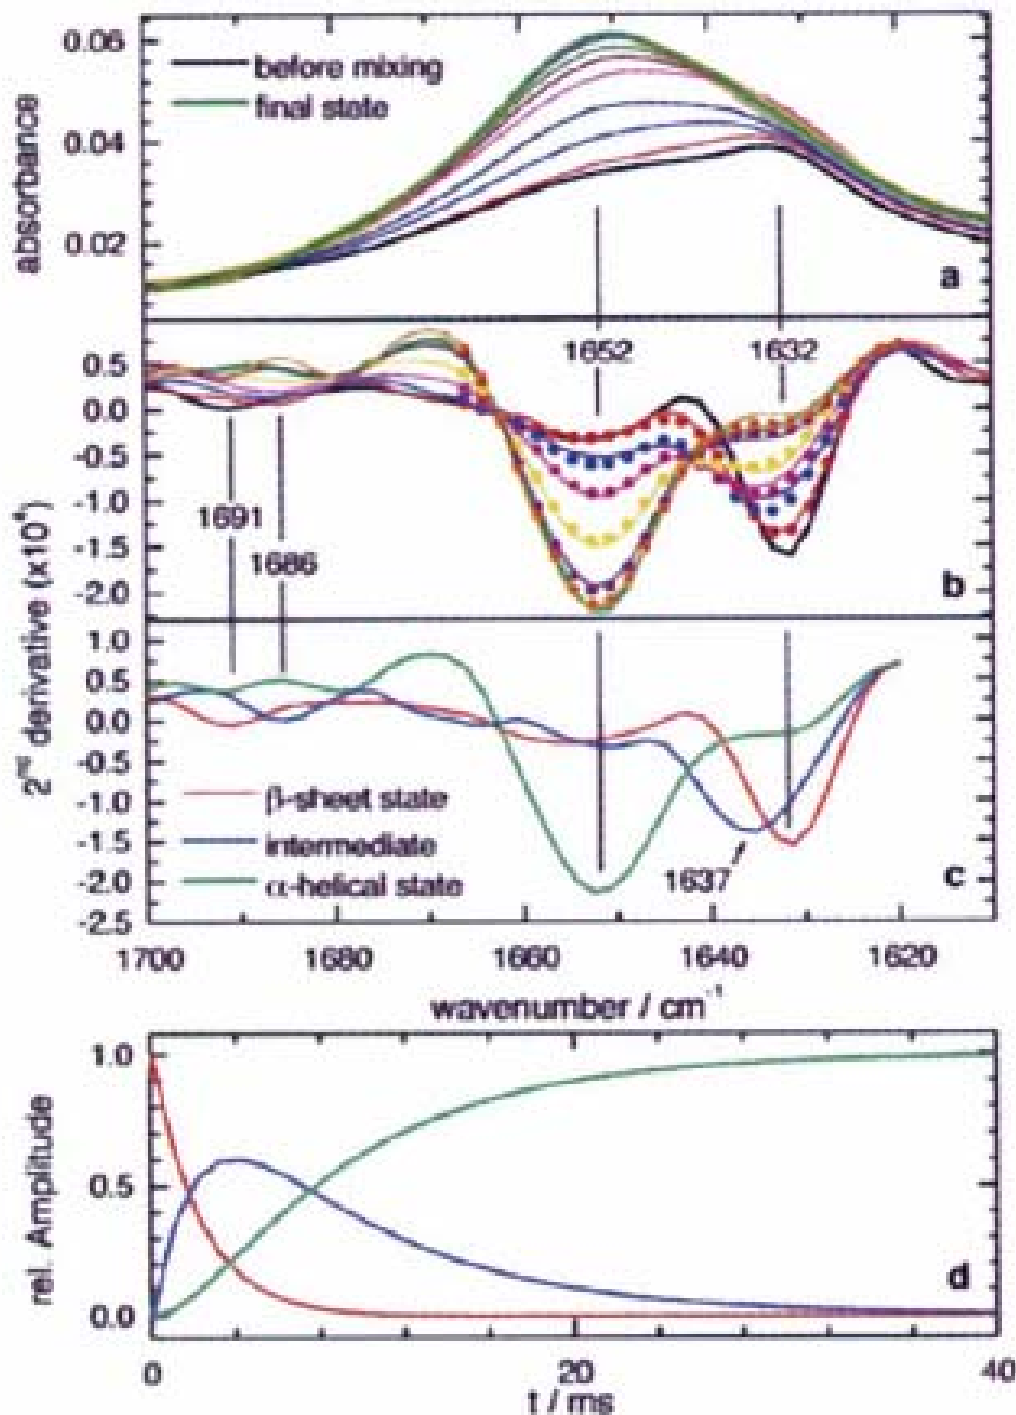 0.06
0.04
0.02
absorbance
before mixing
final state
a
1652
1632
0.5
0.0
-0.5
-1.0
-1.5
-2.0
1691
1686
b
2nd derivative (x10⁴)
1.0
0.5
0.0
-0.5
-1.0
-1.5
-2.0
-2.5
β-sheet state
intermediate
α-helical state
1637
c
1700
1680
1660
1640
1620
wavenumber / cm⁻¹
1.0
0.5
0.0
rel. Amplitude
d
0
20
40
t / ms